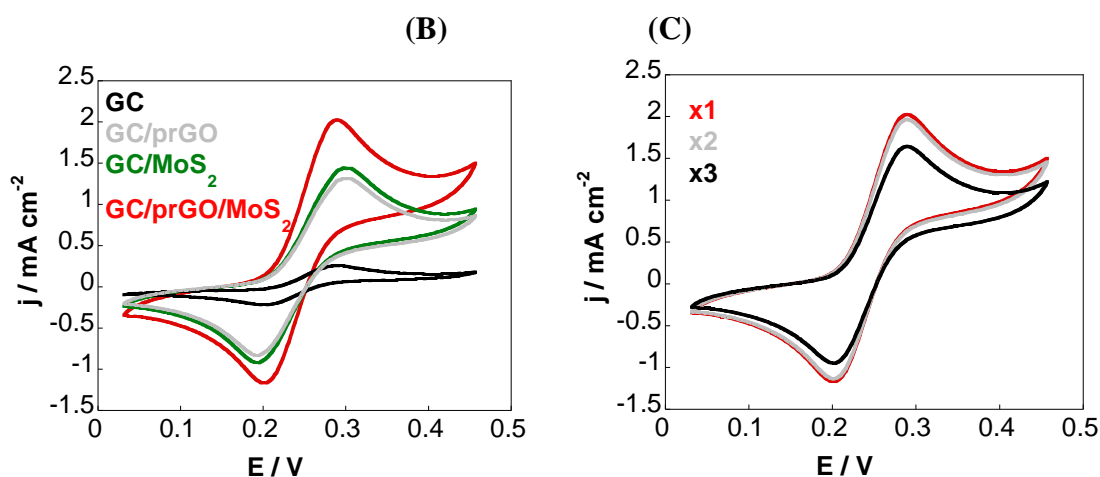 (B)
j / mA cm-2
2.5
2
1.5
1
0.5
0
-0.5
-1
-1.5
GC
GC/prGO
GC/MoS2
GC/prGO/MoS2
0 0.1 0.2 0.3 0.4 0.5
E / V
(C)
j / mA cm-2
2.5
2
1.5
1
0.5
0
-0.5
-1
-1.5
x1
x2
x3
0 0.1 0.2 0.3 0.4 0.5
E / V